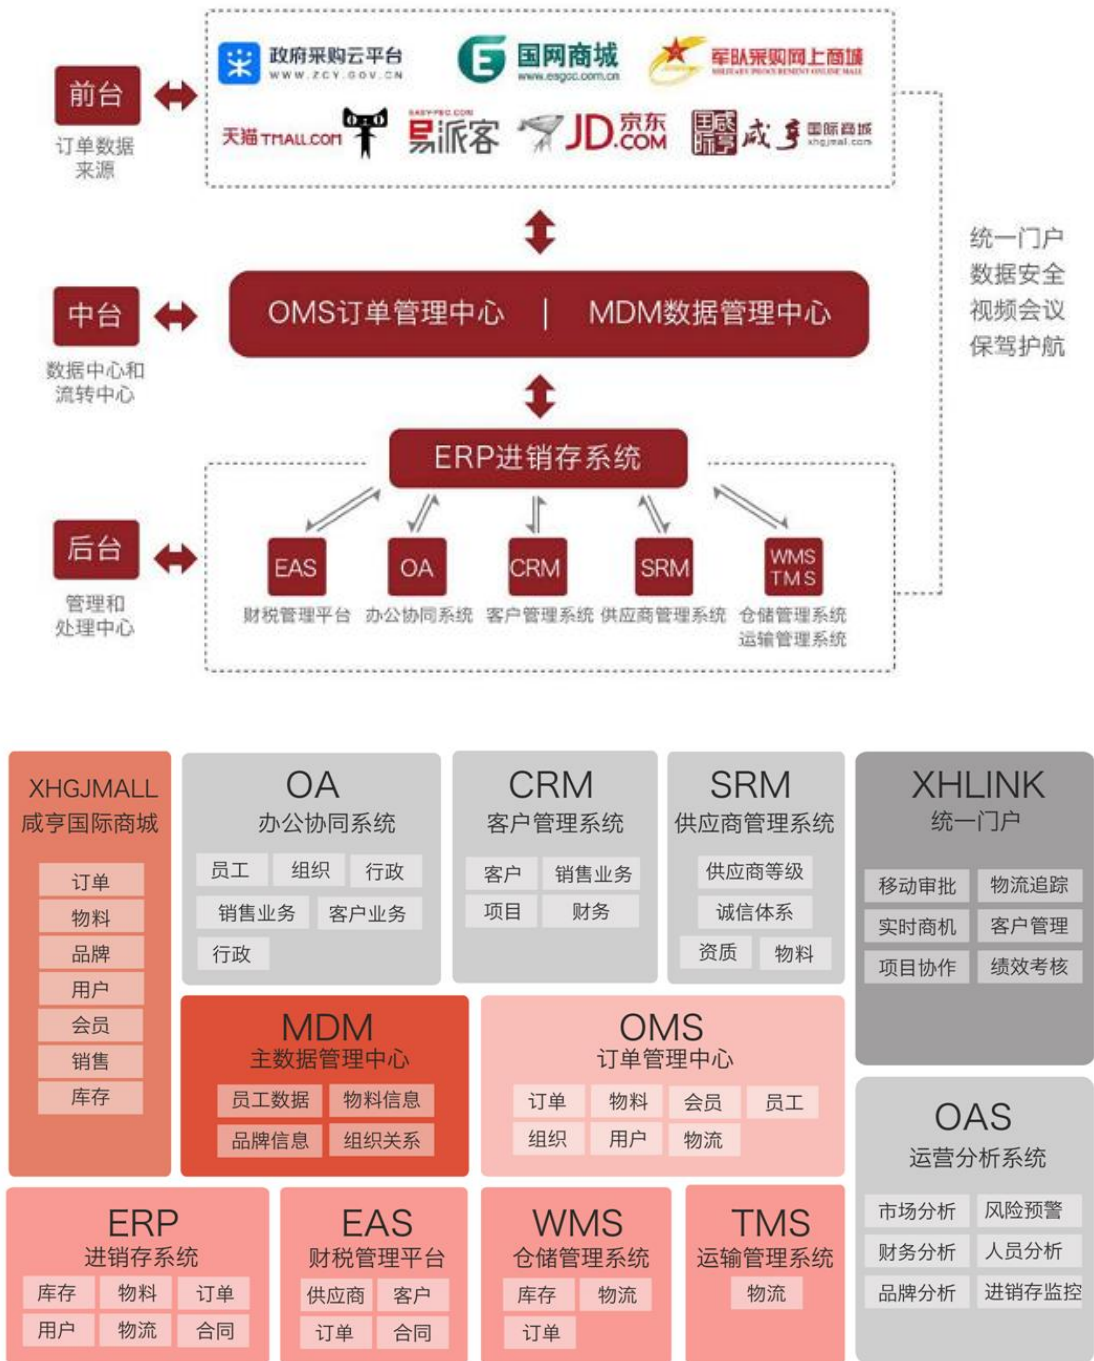 政府采购云平台
WWW.ZCY.GOV.CN
国网商城
www.esgcc.com.cn
军队采购网上商城
MILITARY PROCUREMENT ONLINE MALL
前台
订单数据
来源
天猫 TMALL.COM
EASY-PEC.COM
易派客
JD.京东
COM
咸亨国际
咸亨
国际商城
xhgjmall.com
统一门户
数据安全
视频会议
保驾护航
中台
OMS订单管理中心 | MDM数据管理中心
数据中心和
流转中心
ERP进销存系统
后台
EAS
OA
CRM
SRM
WMS
TMS
管理和
处理中心
财税管理平台
办公协同系统
客户管理系统
供应商管理系统
仓储管理系统
运输管理系统
XHGJMALL
咸亨国际商城
订单
物料
品牌
用户
会员
销售
库存
OA
办公协同系统
员工 组织 行政
销售业务 客户业务
行政
CRM
客户管理系统
客户 销售业务
项目 财务
SRM
供应商管理系统
供应商等级
诚信体系
资质 物料
XHLINK
统一门户
移动审批 物流追踪
实时商机 客户管理
项目协作 绩效考核
MDM
主数据管理中心
员工数据 物料信息
品牌信息 组织关系
OMS
订单管理中心
订单 物料 会员 员工
组织 用户 物流
OAS
运营分析系统
市场分析 风险预警
财务分析 人员分析
品牌分析 进销存监控
ERP
进销存系统
库存 物料 订单
用户 物流 合同
EAS
财税管理平台
供应商 客户
订单 合同
WMS
仓储管理系统
库存 物流
订单
TMS
运输管理系统
物流